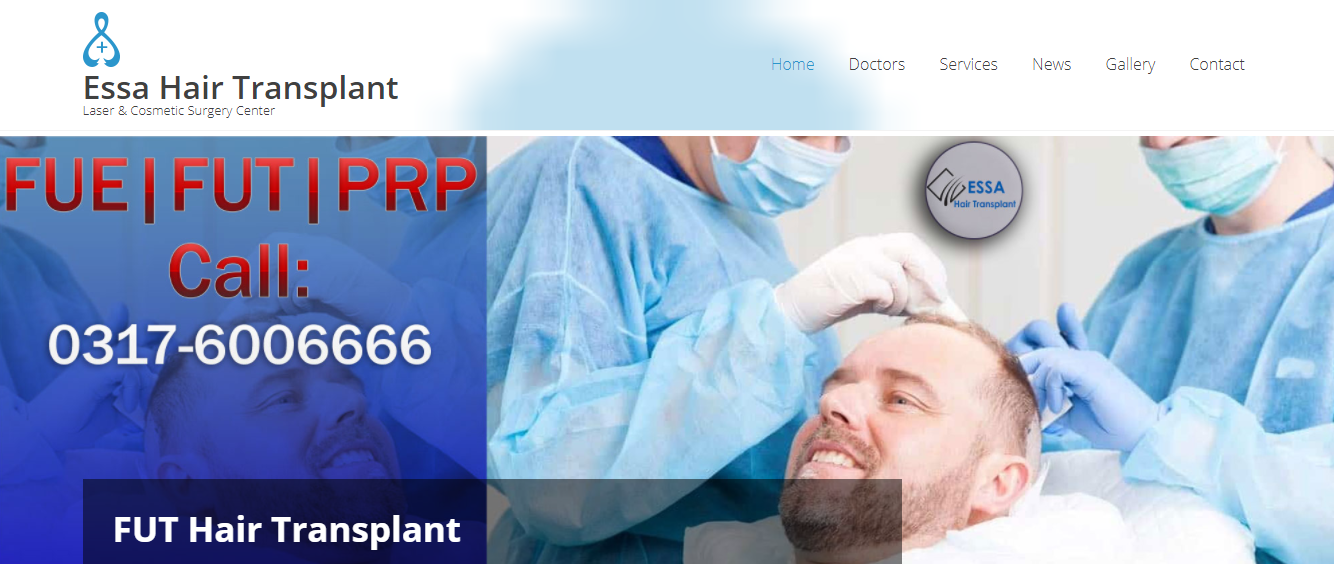 Essa Hair Transplant
Laser & Cosmetic Surgery Center
Home Doctors Services News Gallery Contact
FUE|FUT|PRP
Call:
0317-6006666
ESSA
Hair Transplant
FUT Hair Transplant